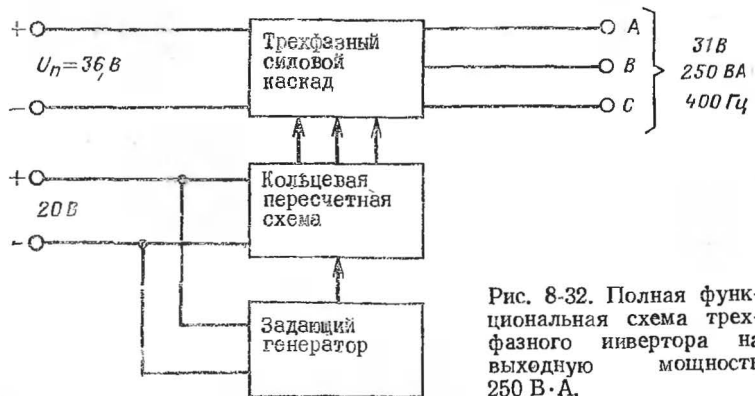 +
Uп=36 В
−
Трехфазный
силовой
каскад
A
B
C
31В
250 ВА
400 Гц
+
20 В
-
Кольцевая
пересчетная
схема
Задающий
генератор
Рис. 8-32. Полная функ-
циональная схема трех-
фазного инвертора на
выходную мощность
250 В·А.